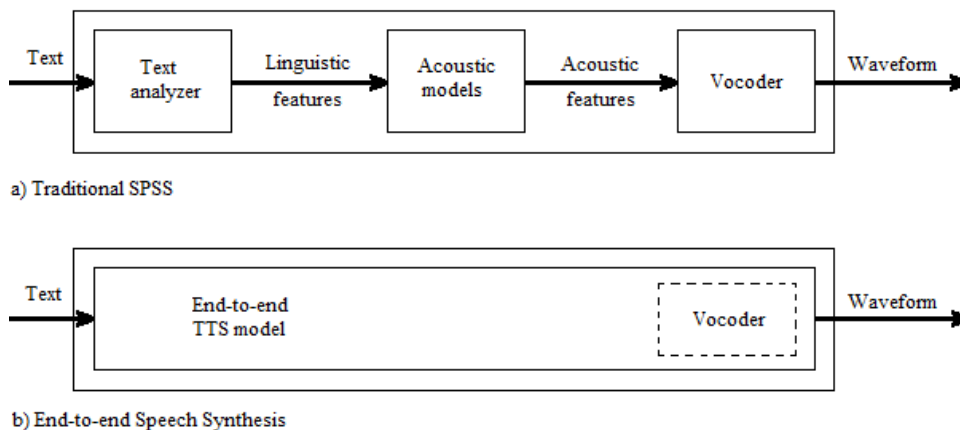 Text
Text
analyzer
Linguistic
features
Acoustic
models
Acoustic
features
Vocoder
Waveform
a) Traditional SPSS
Text
End-to-end
TTS model
Vocoder
Waveform
b) End-to-end Speech Synthesis